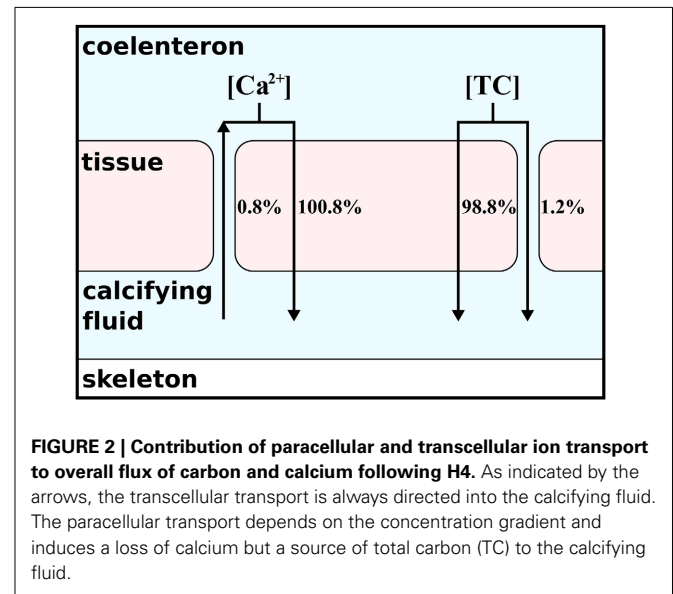 coelenteron
[Ca²⁺] [TC]
tissue
0.8% 100.8% 98.8% 1.2%
calcifying
fluid
skeleton
FIGURE 2 | Contribution of paracellular and transcellular ion transport
to overall flux of carbon and calcium following H4. As indicated by the
arrows, the transcellular transport is always directed into the calcifying fluid.
The paracellular transport depends on the concentration gradient and
induces a loss of calcium but a source of total carbon (TC) to the calcifying
fluid.